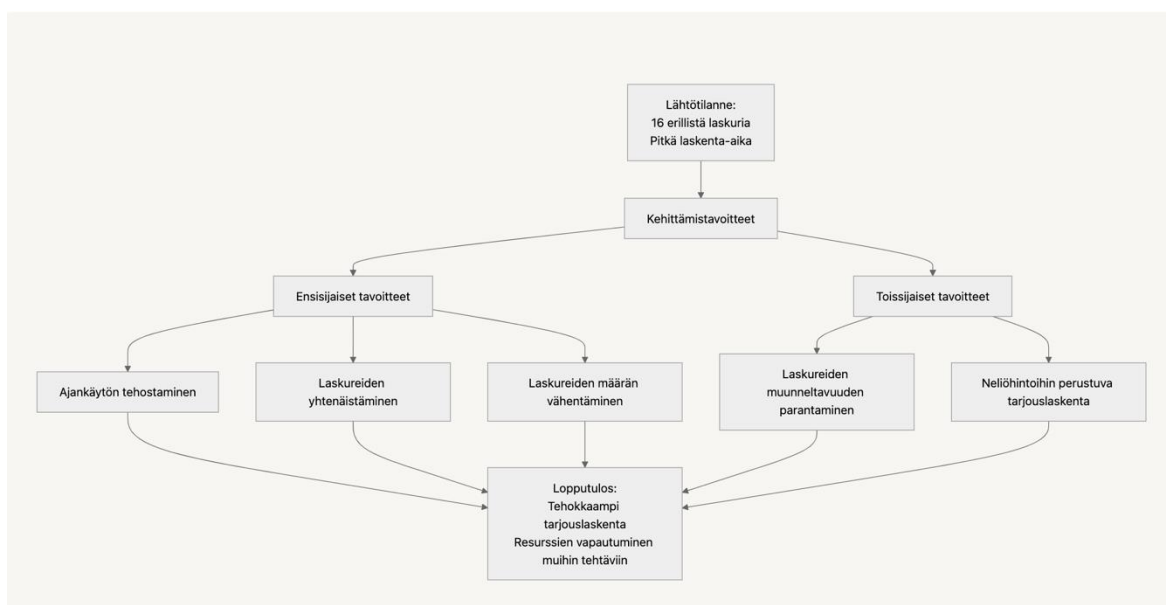 Lähtötilanne:
16 erillistä laskuria
Pitkä laskenta-aika
Kehittämistavoitteet
Ensisijaiset tavoitteet
Toissijaiset tavoitteet
Ajankäytön tehostaminen
Laskureiden
yhtenäistäminen
Laskureiden määrän
vähentäminen
Laskureiden
muunneltavuuden
parantaminen
Neliöhintoihin perustuva
tarjouslaskenta
Lopputulos:
Tehokkaampi
tarjouslaskenta
Resurssien vapautuminen
muihin tehtäviin